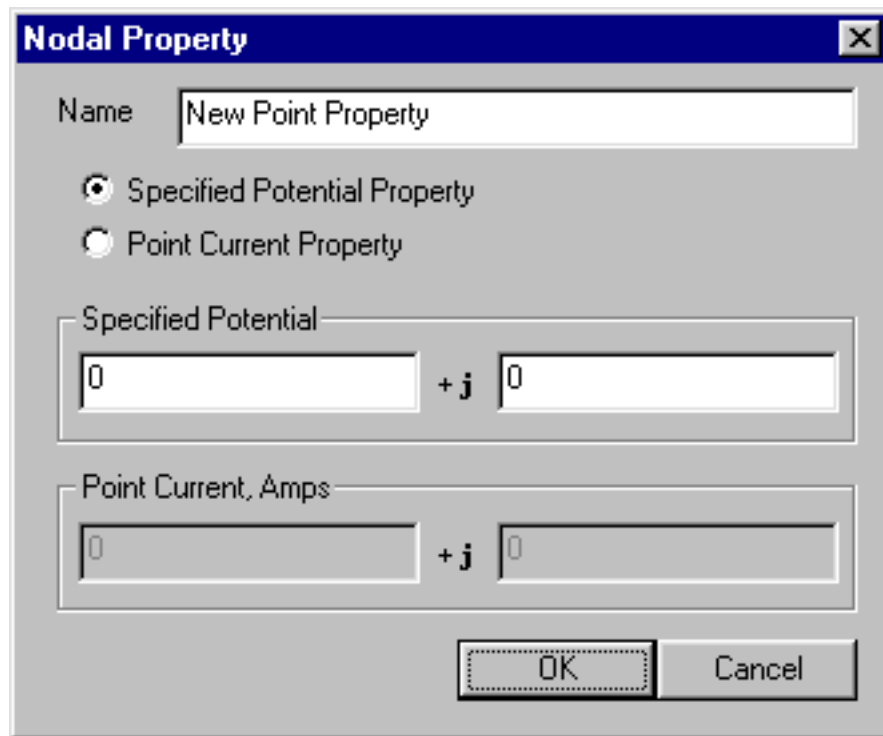 Nodal Property
Name New Point Property
Specified Potential Property
Point Current Property
Specified Potential
0 + j 0
Point Current, Amps
0 + j 0
OK Cancel